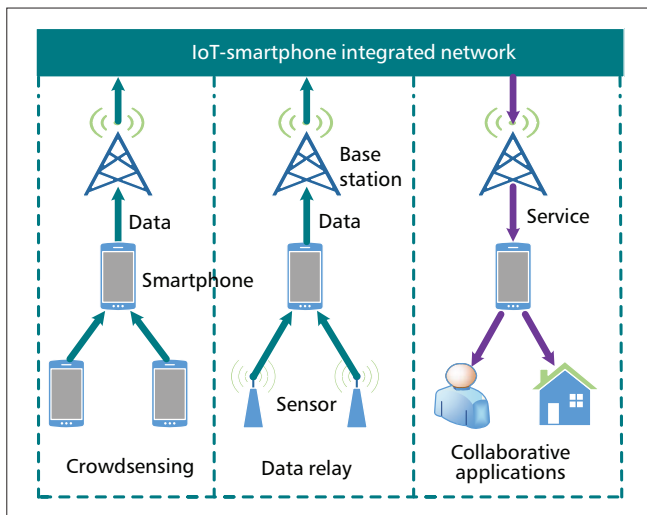 IoT-smartphone integrated network
Base
station
Data
Data
Service
Smartphone
Sensor
Crowdsensing
Data relay
Collaborative
applications